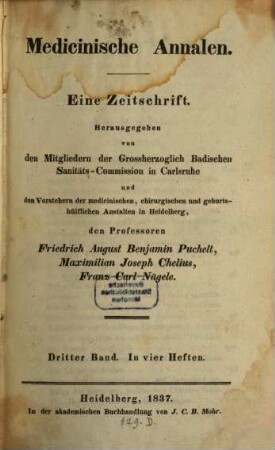 Medicinische Annalen.
Eine Zeitschrift.
Herausgegeben
von
den Mitgliedern der Grossherzoglich Badischen
Sanitäts-Commission in Carlsruhe
und
den Vorstehern der medicinischen, chirurgischen und geburts-
hülflichen Anstalten in Heidelberg,
den Professoren
Friedrich August Benjamin Puchelt,
Maximilian Joseph Chelius,
Franz Carl Nägele.
Dritter Band. In vier Heften.
Heidelberg, 1837.
In der akademischen Buchhandlung von J. C. B. Mohr.
129. D.